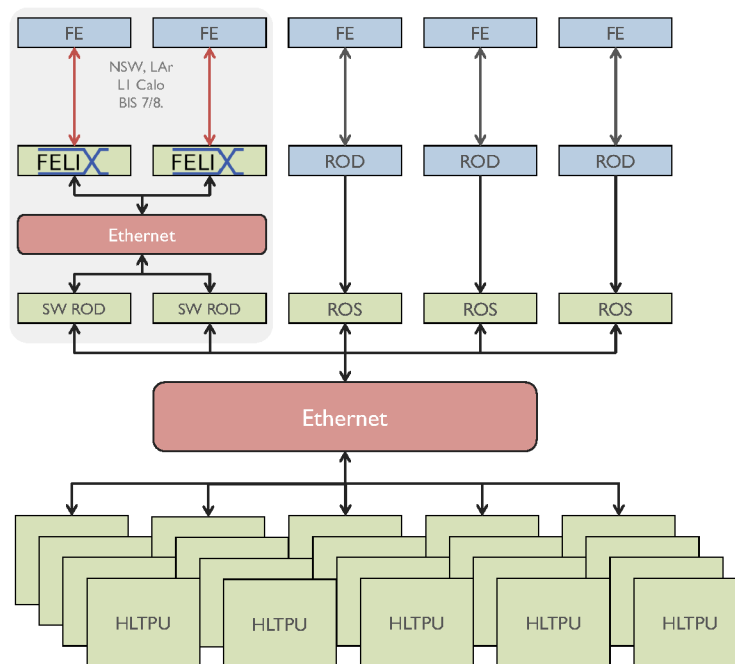 FE FE FE FE FE
NSW, LAr
L1 Calo
BIS 7/8.
FELIX FELIX ROD ROD ROD
Ethernet
SW ROD SW ROD ROS ROS ROS
Ethernet
HLTPU HLTPU HLTPU HLTPU HLTPU